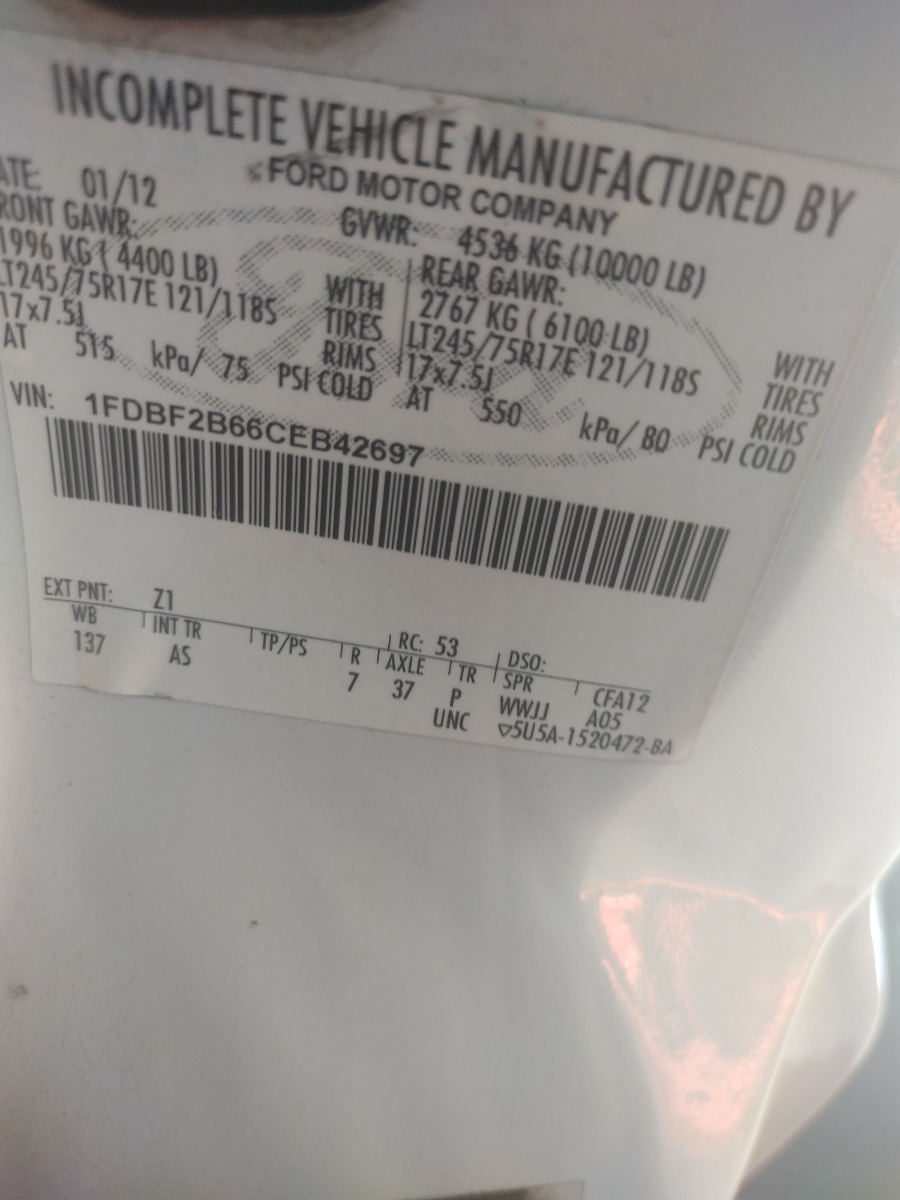 INCOMPLETE VEHICLE MANUFACTURED BY
FORD MOTOR COMPANY
ATE: 01/12 GVWR: 4536 KG (10000 LB)
RONT GAWR: REAR GAWR:
1996 KG ( 4400 LB) WITH 2767 KG ( 6100 LB) WITH
LT245/75R17E 121/118S TIRES LT245/75R17E 121/118S TIRES
17x7.5J RIMS 17x7.5J RIMS
AT 515 kPa/ 75 PSI COLD AT 550 kPa/ 80 PSI COLD
VIN: 1FDBF2B66CEB42697
EXT PNT: Z1 RC: 53 DSO:
WB INT TR TP/PS R AXLE TR SPR CFA12
137 AS 7 37 P WWJJ A05
UNC ▽5U5A-1520472-BA